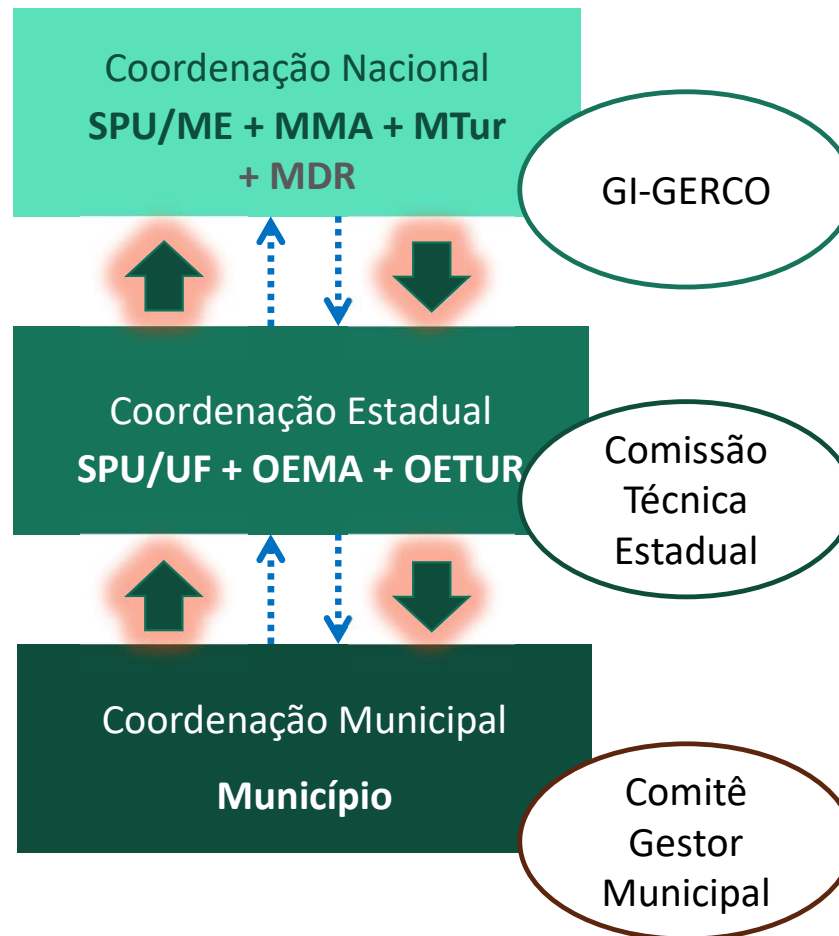 Coordenação Nacional
SPU/ME + MMA + MTur
+ MDR
GI-GERCO
Coordenação Estadual
SPU/UF + OEMA + OETUR
Comissão
Técnica
Estadual
Coordenação Municipal
Município
Comitê
Gestor
Municipal